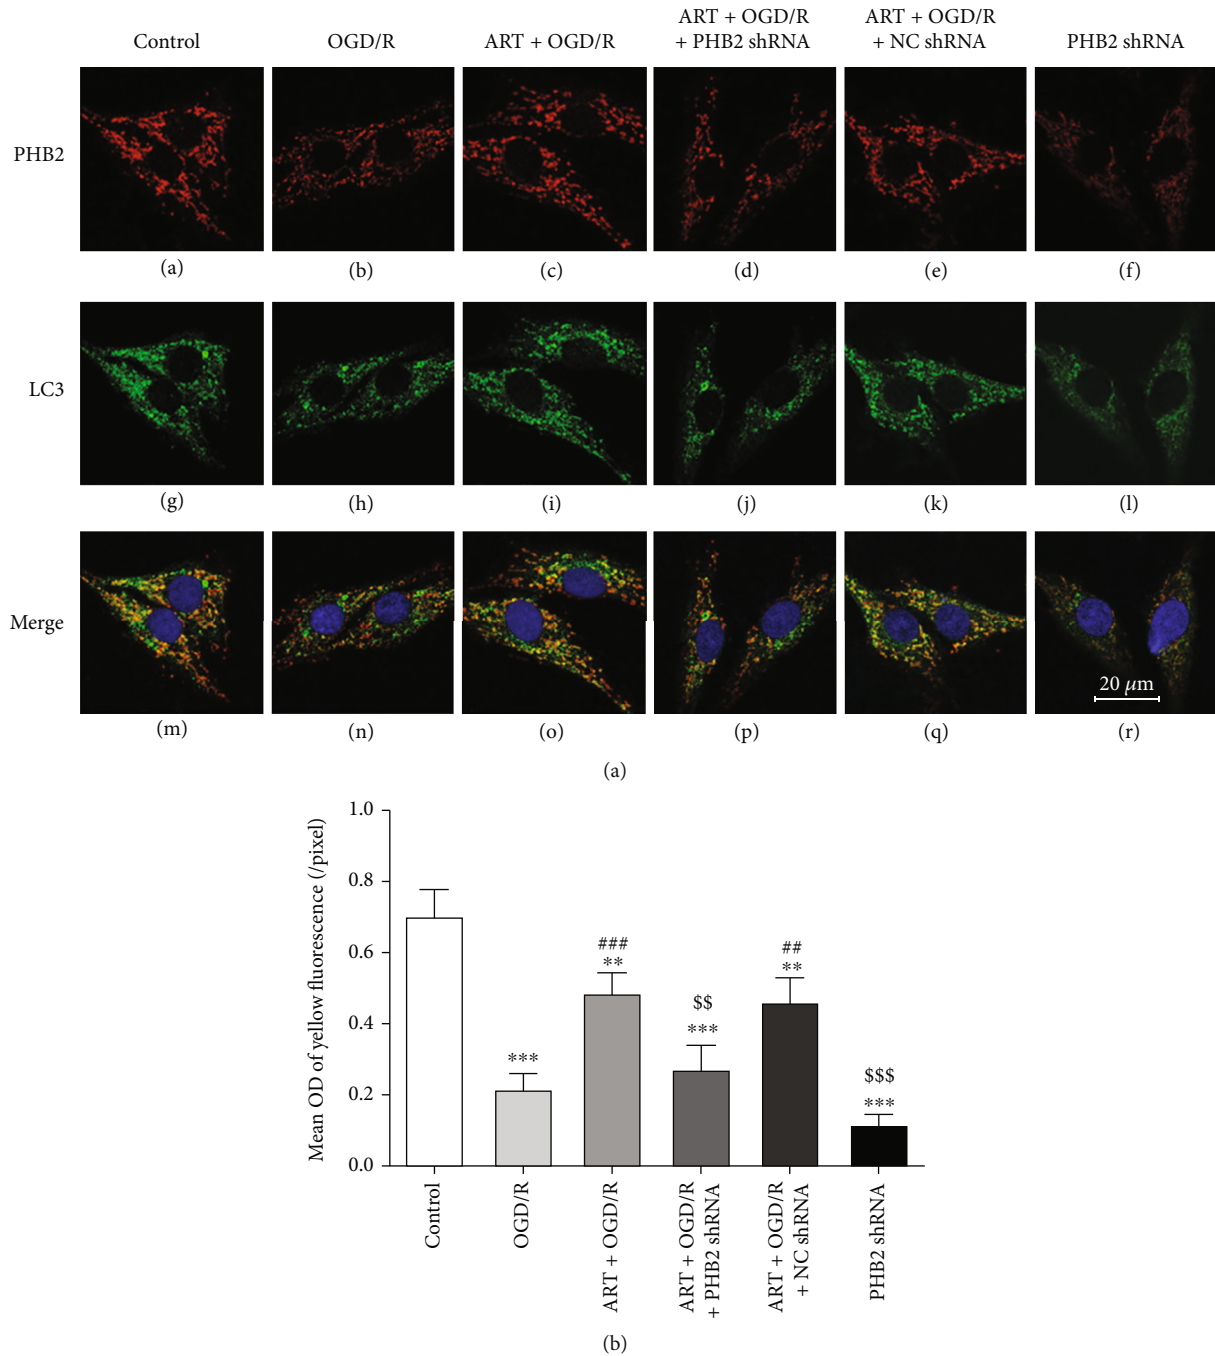 Control
OGD/R
ART + OGD/R
ART + OGD/R
+ PHB2 shRNA
ART + OGD/R
+ NC shRNA
PHB2 shRNA
PHB2
(a)
(b)
(c)
(d)
(e)
(f)
LC3
(g)
(h)
(i)
(j)
(k)
(l)
Merge
20 μm
(m)
(n)
(o)
(p)
(q)
(r)
(a)
Mean OD of yellow fluorescence (/pixel)
1.0
0.8
0.6
0.4
0.2
0.0
***
###
**
$$
***
##
**
$$$
***
Control
OGD/R
ART + OGD/R
ART + OGD/R
+ PHB2 shRNA
ART + OGD/R
+ NC shRNA
PHB2 shRNA
(b)